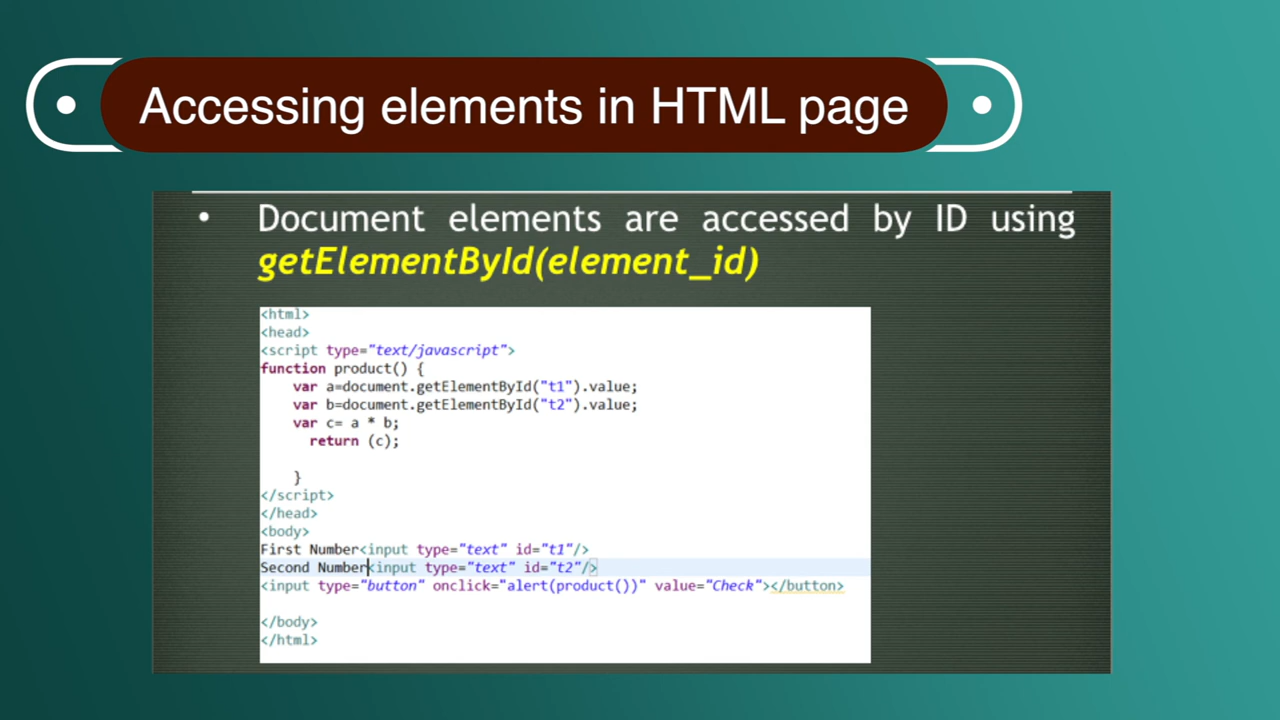 Accessing elements in HTML page
• Document elements are accessed by ID using
getElementById(element_id)
<html>
<head>
<script type="text/javascript">
function product() {
    var a=document.getElementById("t1").value;
    var b=document.getElementById("t2").value;
    var c= a * b;
      return (c);
    }
</script>
</head>
<body>
First Number<input type="text" id="t1"/>
Second Number<input type="text" id="t2"/>
<input type="button" onclick="alert(product())" value="Check"></button>
</body>
</html>